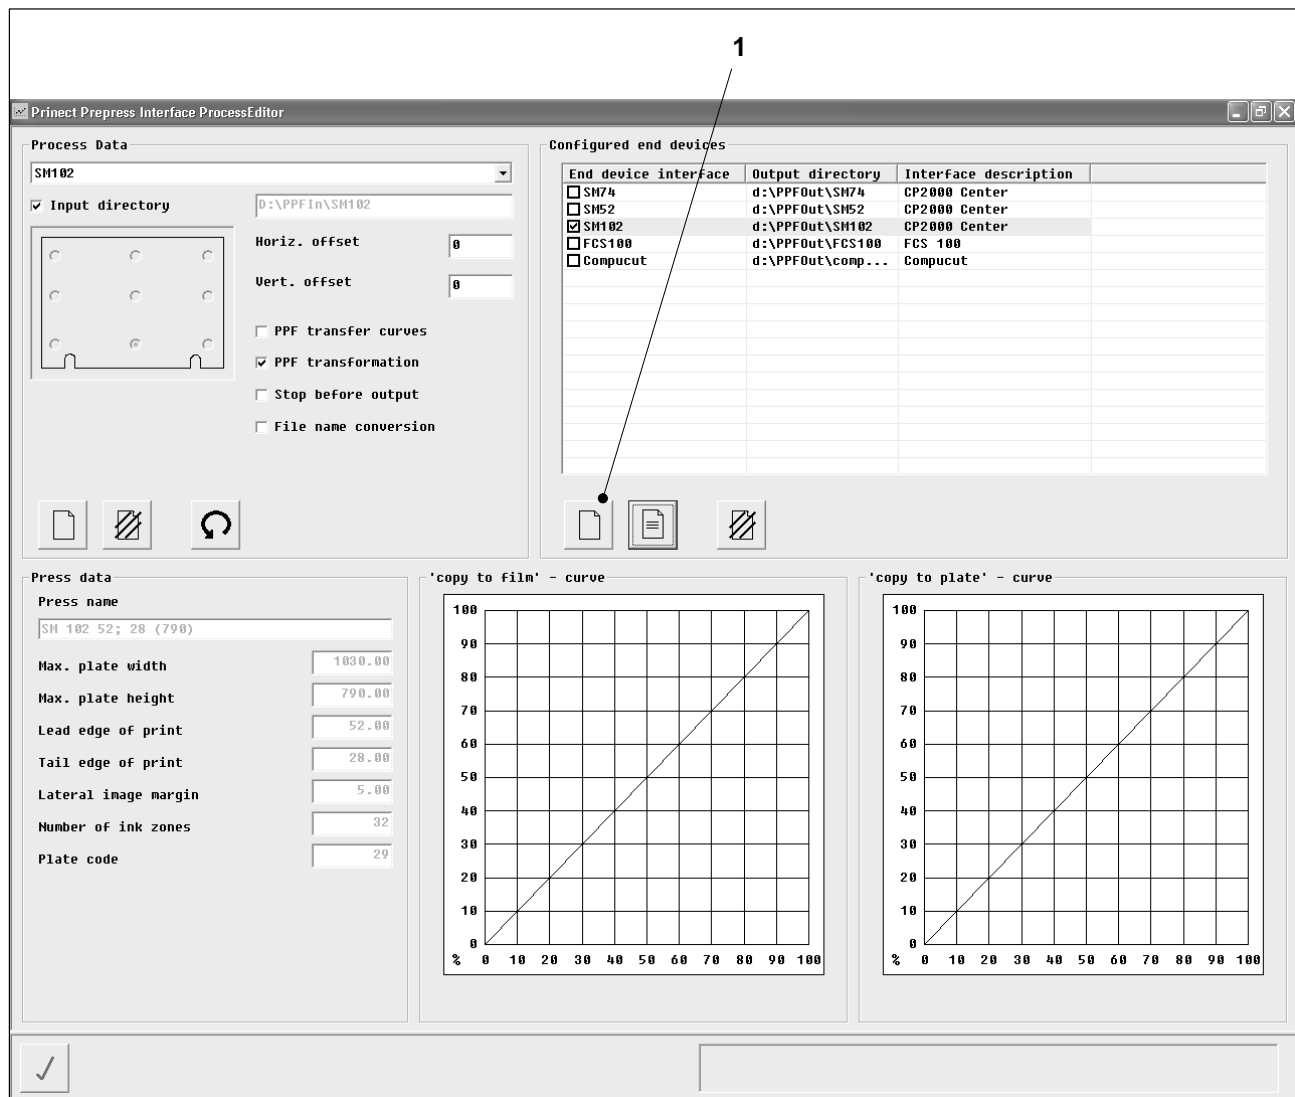 1
Prinect Prepress Interface ProcessEditor
Process Data
SM102
Input directory
D:\PPFIn\SM102
Horiz. offset
0
Vert. offset
0
PPF transfer curves
PPF transformation
Stop before output
File name conversion
Configured end devices
End device interface Output directory Interface description
SM74 d:\PPFOut\SM74 CP2000 Center
SM52 d:\PPFOut\SM52 CP2000 Center
SM102 d:\PPFOut\SM102 CP2000 Center
FCS100 d:\PPFOut\FCS100 FCS 100
Compucut d:\PPFOut\comp... Compucut
Press data
Press name
SM 102 52; 28 (790)
Max. plate width 1030.00
Max. plate height 790.00
Lead edge of print 52.00
Tail edge of print 28.00
Lateral image margin 5.00
Number of ink zones 32
Plate code 29
'copy to film' - curve
100
90
80
70
60
50
40
30
20
10
0
% 0 10 20 30 40 50 60 70 80 90 100
'copy to plate' - curve
100
90
80
70
60
50
40
30
20
10
0
% 0 10 20 30 40 50 60 70 80 90 100